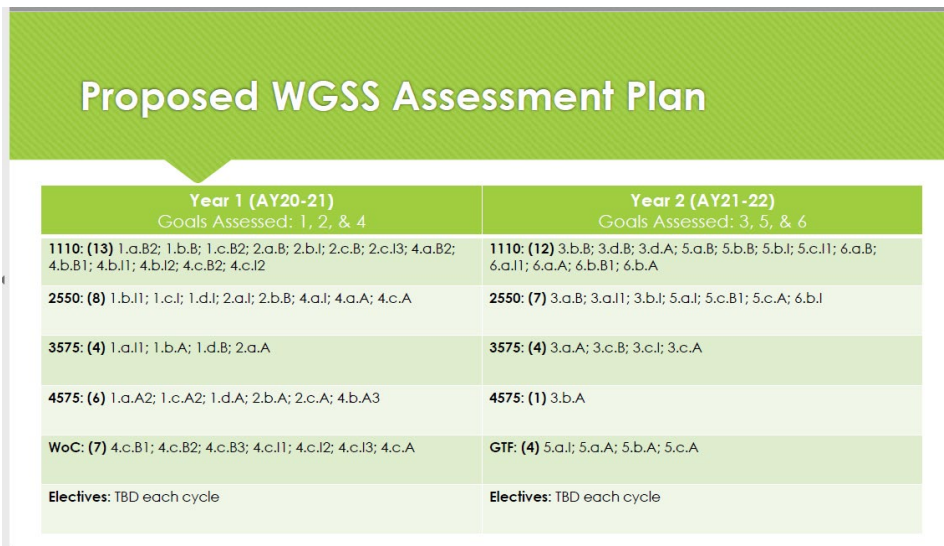 Proposed WGSS Assessment Plan
Year 1 (AY20-21)
Goals Assessed: 1, 2, & 4
Year 2 (AY21-22)
Goals Assessed: 3, 5, & 6
1110: (13) 1.a.B2; 1.b.B; 1.c.B2; 2.a.B; 2.b.I; 2.c.B; 2.c.I3; 4.a.B2;
4.b.B1; 4.b.I1; 4.b.I2; 4.c.B2; 4.c.I2
1110: (12) 3.b.B; 3.d.B; 3.d.A; 5.a.B; 5.b.B; 5.b.I; 5.c.I1; 6.a.B;
6.a.I1; 6.a.A; 6.b.B1; 6.b.A
2550: (8) 1.b.I1; 1.c.I; 1.d.I; 2.a.I; 2.b.B; 4.a.I; 4.a.A; 4.c.A
2550: (7) 3.a.B; 3.a.I1; 3.b.I; 5.a.I; 5.c.B1; 5.c.A; 6.b.I
3575: (4) 1.a.I1; 1.b.A; 1.d.B; 2.a.A
3575: (4) 3.a.A; 3.c.B; 3.c.I; 3.c.A
4575: (6) 1.a.A2; 1.c.A2; 1.d.A; 2.b.A; 2.c.A; 4.b.A3
4575: (1) 3.b.A
WoC: (7) 4.c.B1; 4.c.B2; 4.c.B3; 4.c.I1; 4.c.I2; 4.c.I3; 4.c.A
GTF: (4) 5.a.I; 5.a.A; 5.b.A; 5.c.A
Electives: TBD each cycle
Electives: TBD each cycle